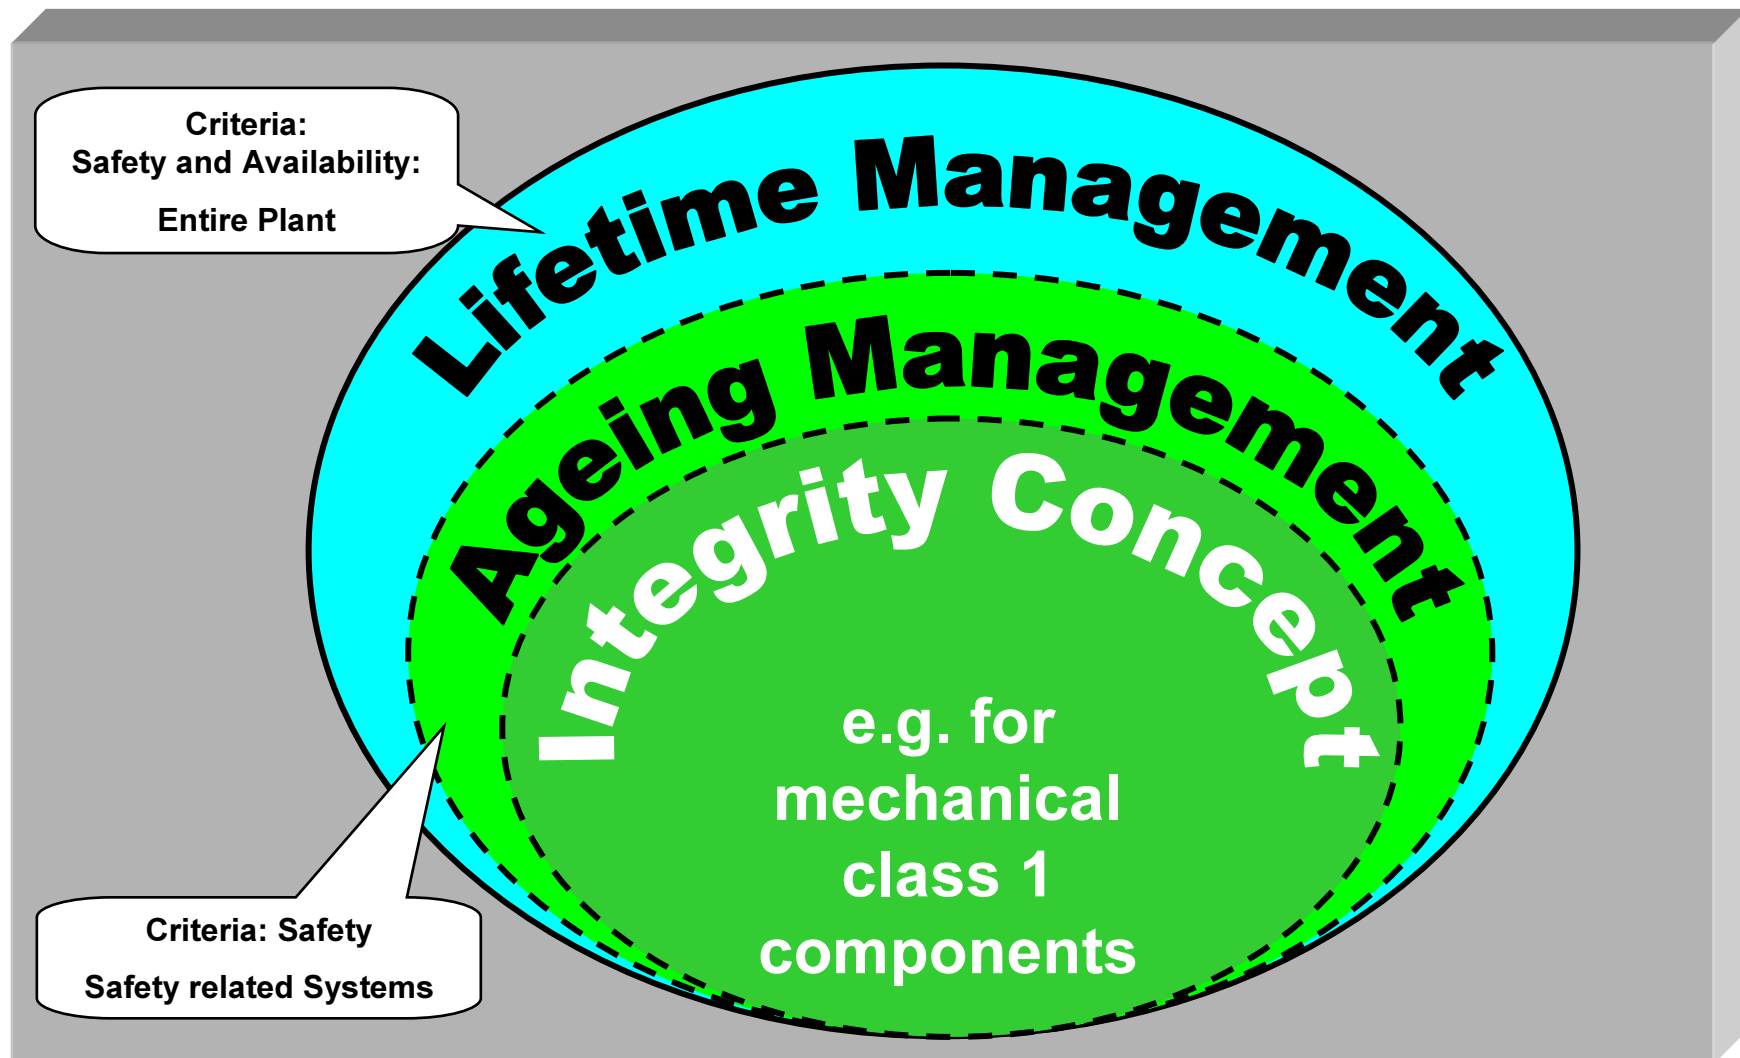 Criteria:
Safety and Availability:
Entire Plant
Lifetime Management
Ageing Management
Integrity Concept
e.g. for
mechanical
class 1
components
Criteria: Safety
Safety related Systems